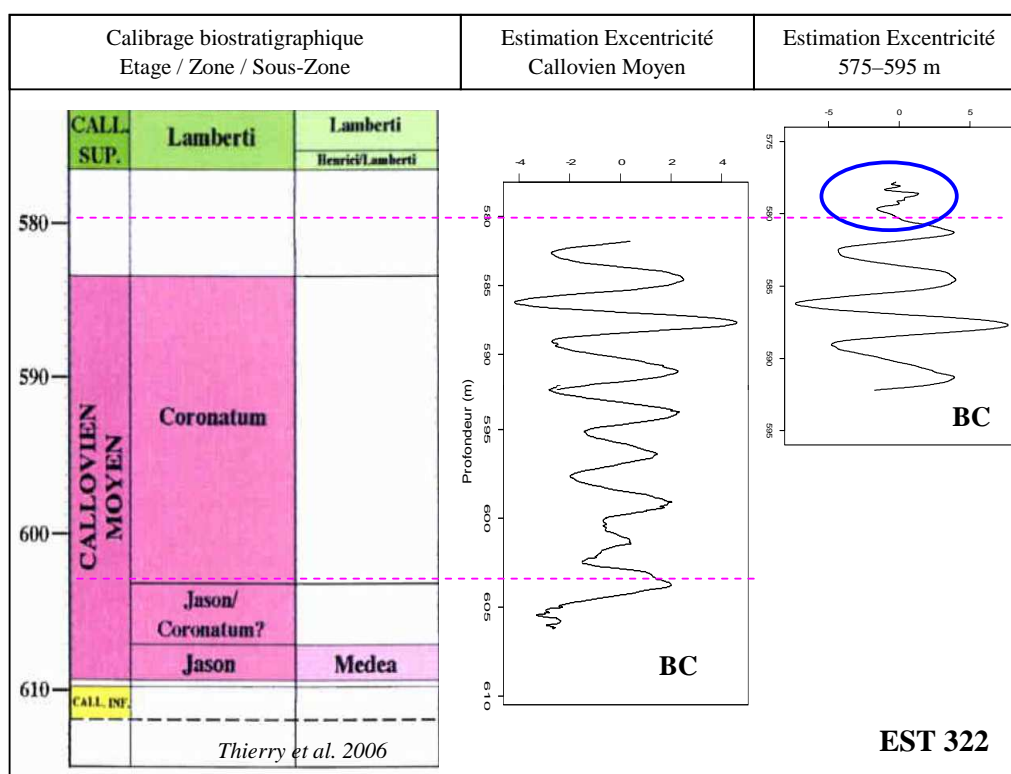 Calibrage biostratigraphique
Etage / Zone / Sous-Zone
Estimation Excentricité
Callovien Moyen
Estimation Excentricité
575–595 m
CALL.
SUP.
Lamberti
Lamberti
Henrici/Lamberti
580
590
600
610
CALLOVIEN
MOYEN
Coronatum
Jason/
Coronatum?
Jason
Medea
CALL. INF.
Thierry et al. 2006
-4 -2 0 2 4
Profondeur (m)
580
585
590
595
600
605
610
BC
-5 0 5
575
580
585
590
595
BC
EST 322